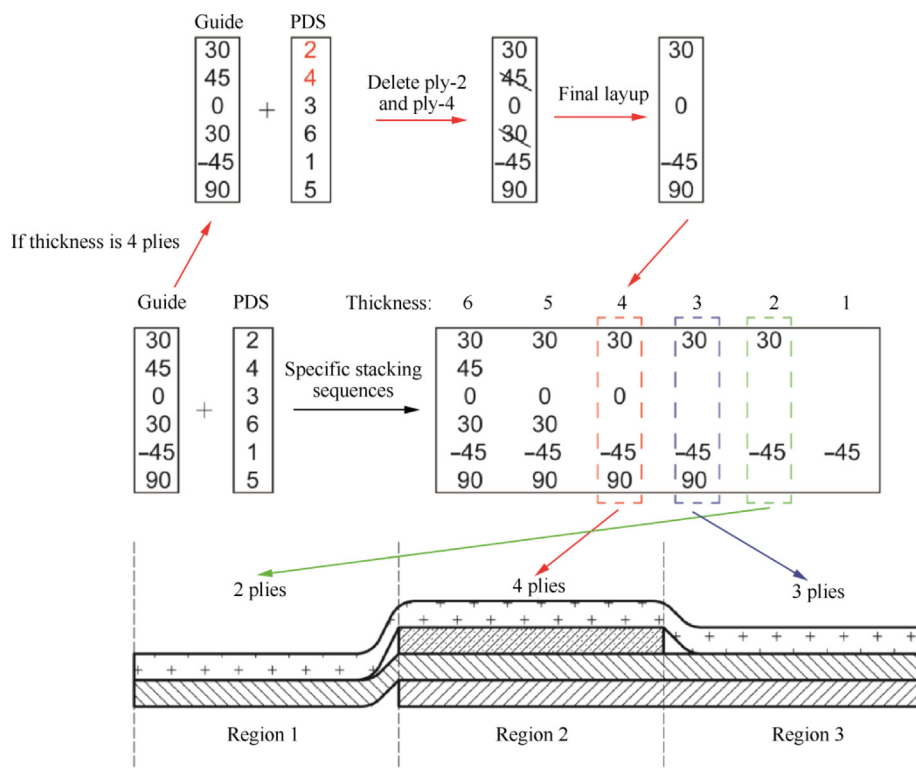 Guide PDS
30 2 30 30
45 4 45
0 3 0 0
30 6 30
–45 1 –45 –45
90 5 90 90
+
Delete ply-2
and ply-4
Final layup
If thickness is 4 plies
Guide PDS Thickness: 6 5 4 3 2 1
30 2 30 30 30 30 30
45 4 45
0 3 0 0 0
30 6 30 30
–45 1 –45 –45 –45 –45 –45 –45
90 5 90 90 90 90
+
Specific stacking
sequences
2 plies 4 plies 3 plies
Region 1 Region 2 Region 3